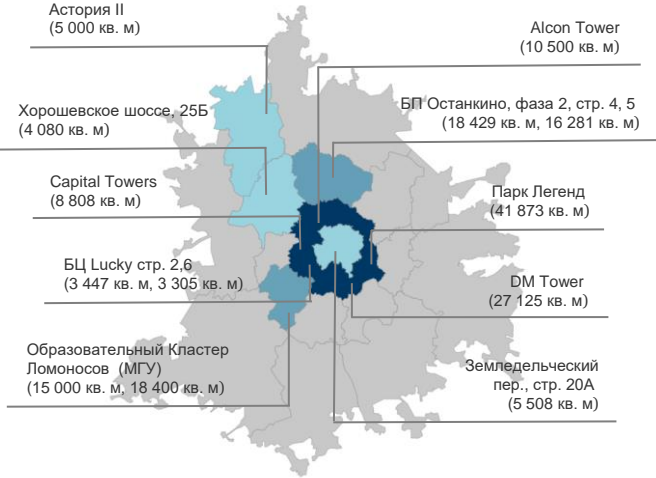 Астория II
(5 000 кв. м)
Alcon Tower
(10 500 кв. м)
Хорошевское шоссе, 25Б
(4 080 кв. м)
БП Останкино, фаза 2, стр. 4, 5
(18 429 кв. м, 16 281 кв. м)
Capital Towers
(8 808 кв. м)
Парк Легенд
(41 873 кв. м)
БЦ Lucky стр. 2,6
(3 447 кв. м, 3 305 кв. м)
DM Tower
(27 125 кв. м)
Образовательный Кластер
Ломоносов (МГУ)
(15 000 кв. м, 18 400 кв. м)
Земледельческий
пер., стр. 20А
(5 508 кв. м)